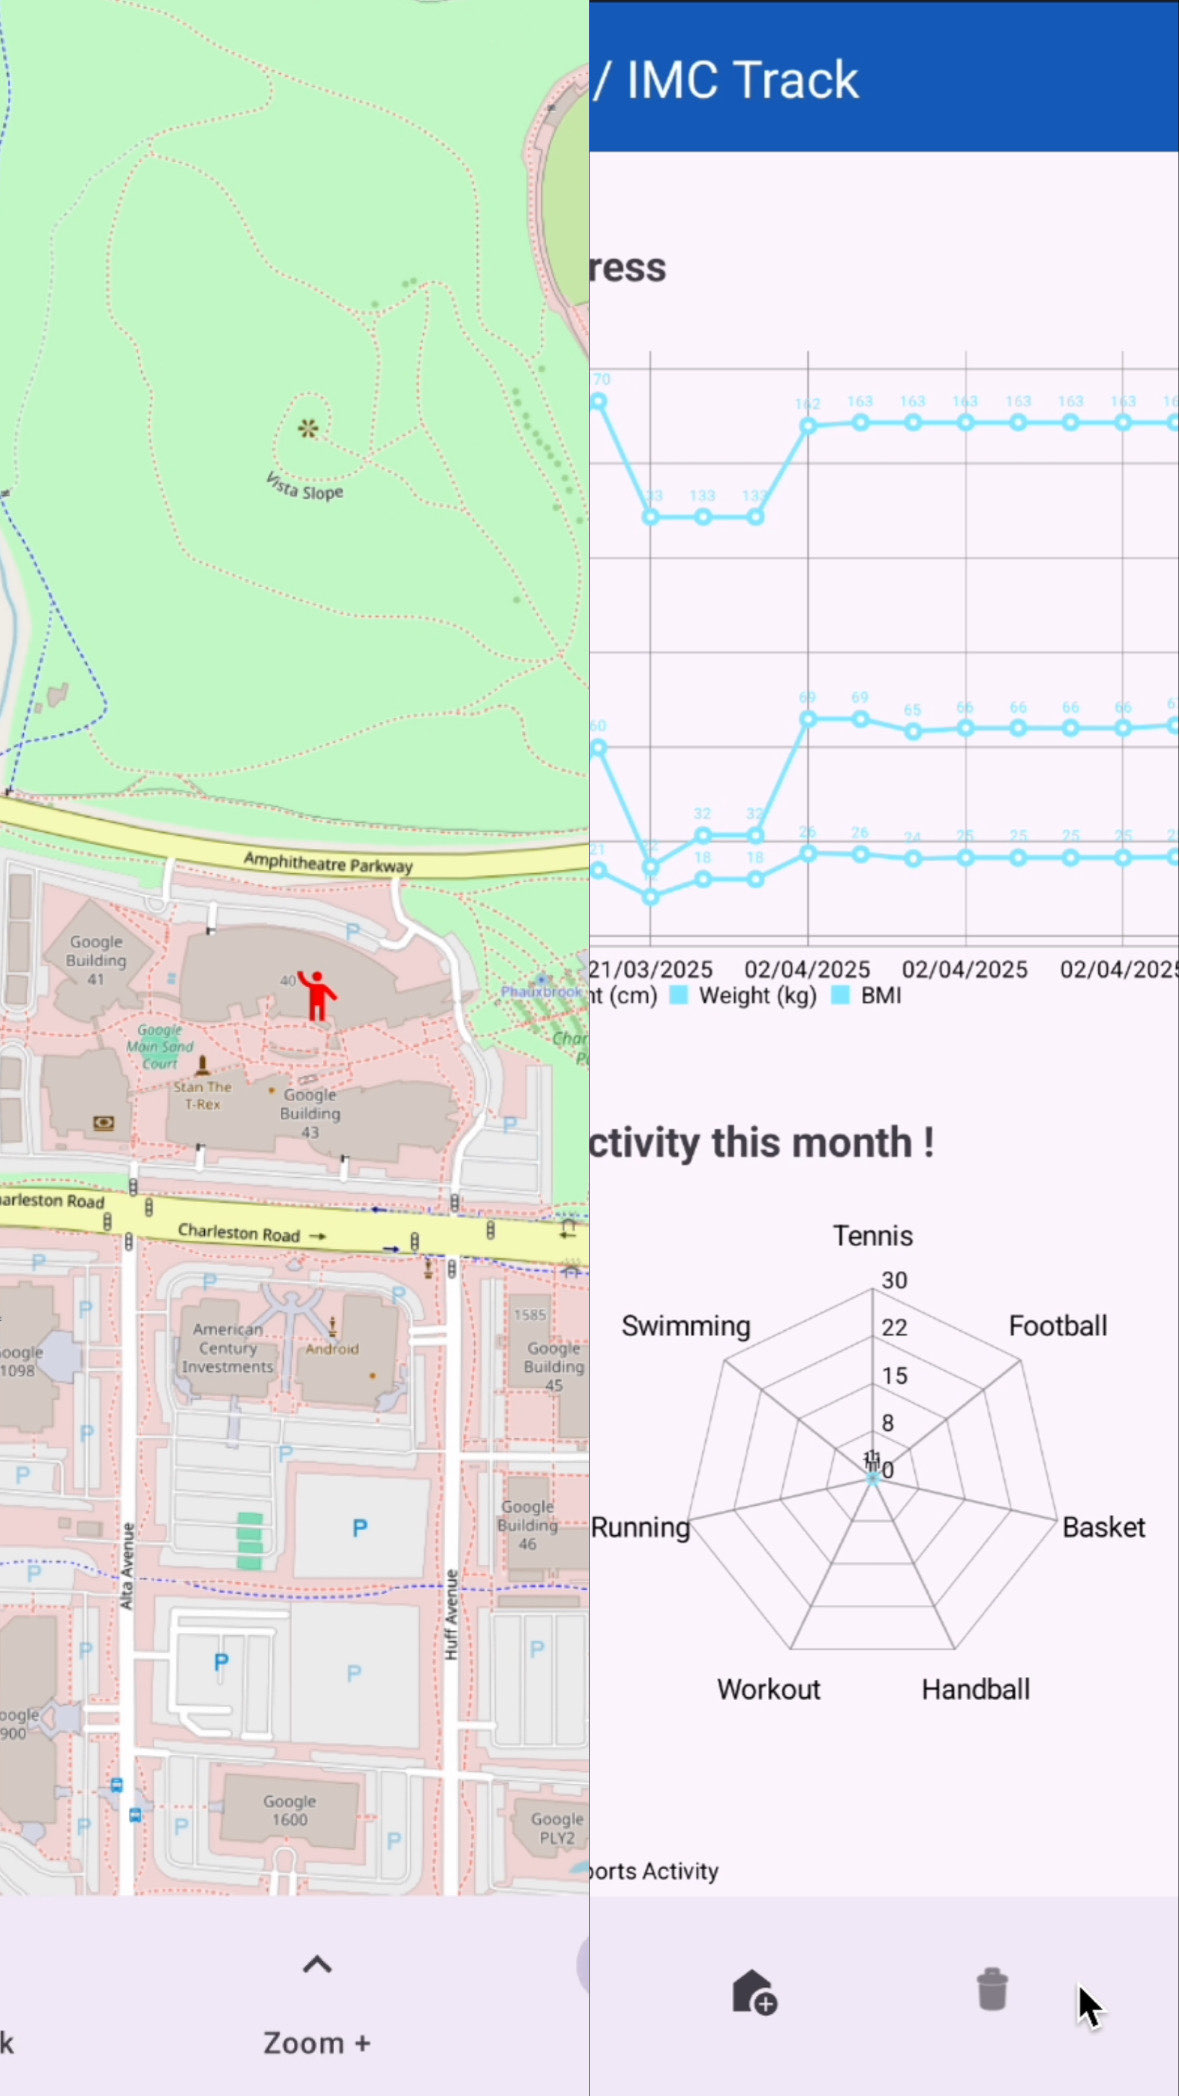 Vista Slope
Amphitheatre Parkway
Google
Building
41
P
40
Phauxbrook
Google
Main Sand
Court
Stan The
T-Rex
Google
Building
43
P
arleston Road
Charleston Road
P
P
P
P
1585
American
Century
Investments
Android
Google
Building
45
oogle
1098
P
P
P
P
Google
Building
46
P
Alta Avenue
Huff Avenue
P
P
P
P
oogle
900
Google
1600
P
P
P
Google
PLY2
k
Zoom +
/ IMC Track
ress
70
162
163
163
163
163
163
16
33
133
133
60
69
69
65
66
66
66
66
6
32
32
21
22
18
18
26
26
24
25
25
25
25
2
21/03/2025
02/04/2025
02/04/2025
02/04/2025
ht (cm)
Weight (kg)
BMI
ctivity this month !
Tennis
30
Swimming
22
Football
15
8
0
Running
Basket
Workout
Handball
ports Activity